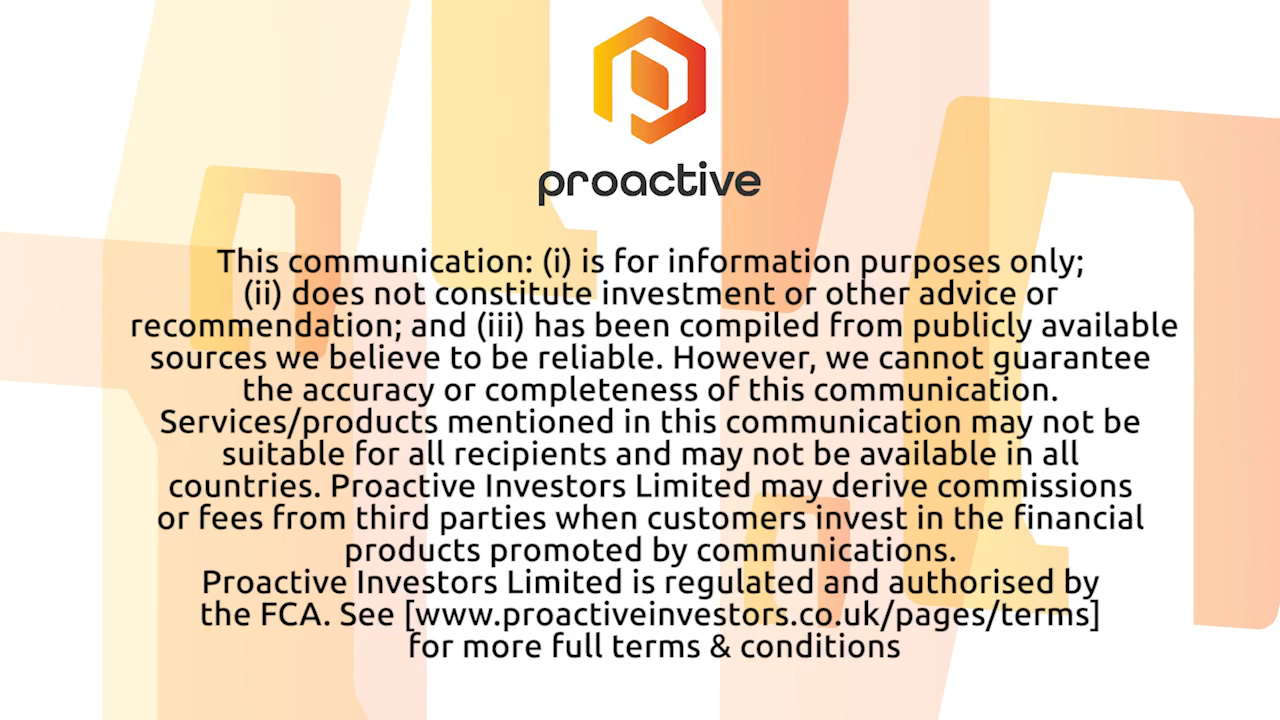 proactive
This communication: (i) is for information purposes only;
(ii) does not constitute investment or other advice or
recommendation; and (iii) has been compiled from publicly available
sources we believe to be reliable. However, we cannot guarantee
the accuracy or completeness of this communication.
Services/products mentioned in this communication may not be
suitable for all recipients and may not be available in all
countries. Proactive Investors Limited may derive commissions
or fees from third parties when customers invest in the financial
products promoted by communications.
Proactive Investors Limited is regulated and authorised by
the FCA. See [www.proactiveinvestors.co.uk/pages/terms]
for more full terms & conditions